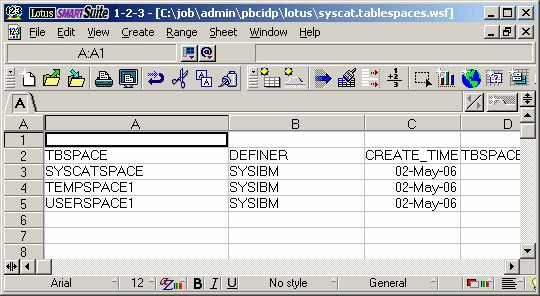 Lotus SMARTSuite 1-2-3 - [C:\job\admin\pbcidp\lotus\syscat.tablespaces.wsf]
File Edit View Create Range Sheet Window Help
A:A1
A
A A B C D
1
2 TBSPACE DEFINER CREATE_TIME TBSPACE
3 SYSCATSPACE SYSIBM 02-May-06
4 TEMPSPACE1 SYSIBM 02-May-06
5 USERSPACE1 SYSIBM 02-May-06
6
7
8
Arial 12 B I U No style General